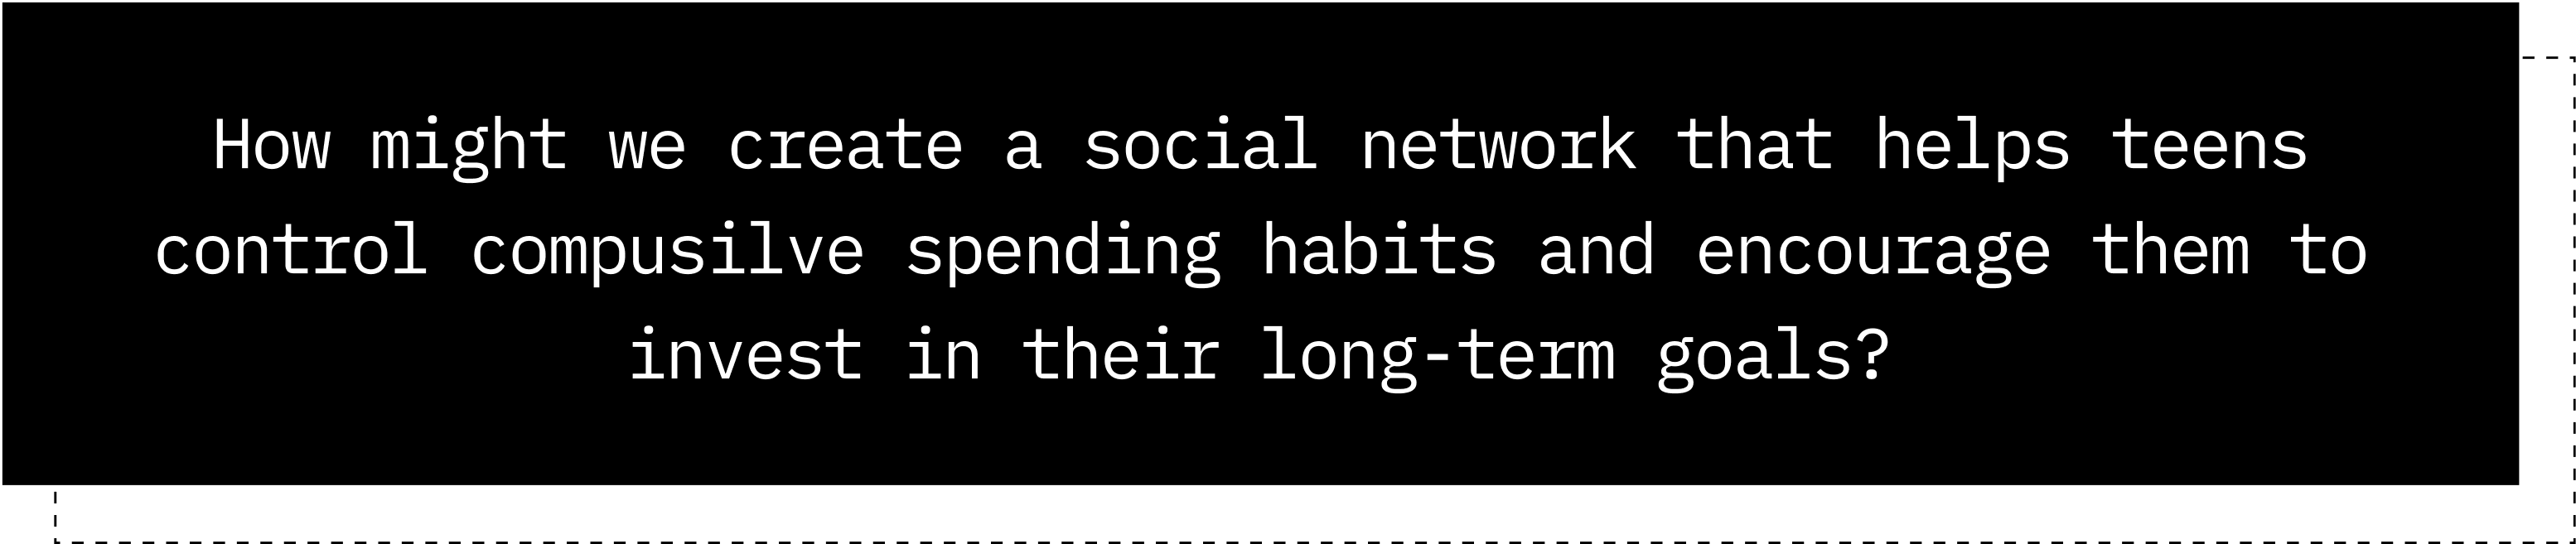 How might we create a social network that helps teens
control compusilve spending habits and encourage them to
invest in their long-term goals?